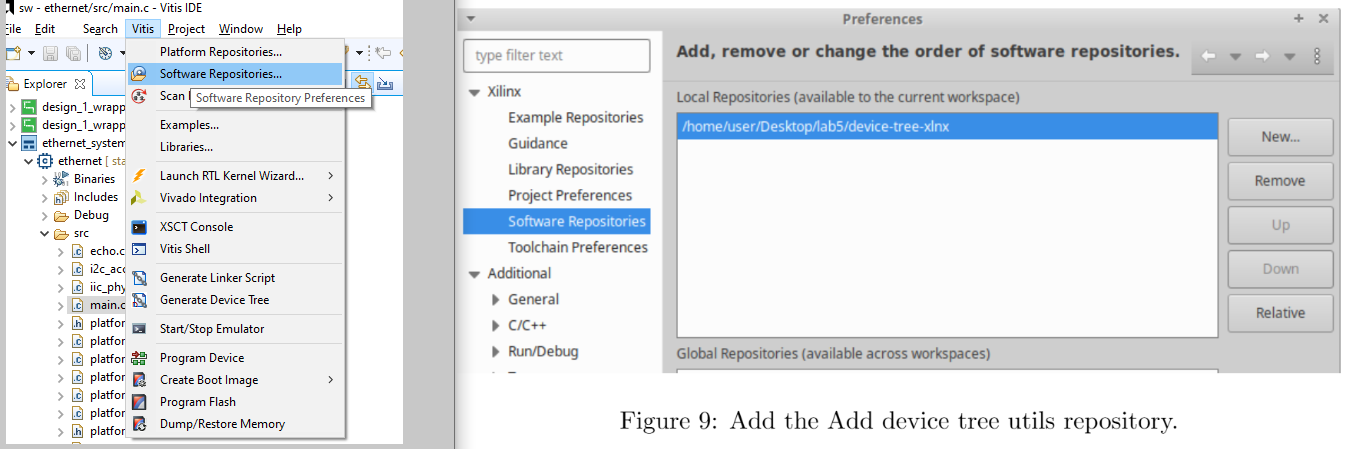 sw - ethernet/src/main.c - Vitis IDE
File Edit Search Vitis Project Window Help
Explorer
design_1_wrapp
design_1_wrapp
ethernet_system
ethernet [ sta
Binaries
Includes
Debug
src
echo.c
i2c_acc
iic_phy
main.c
platfor
platfor
platfor
platfor
platfor
platfor
platfor
Platform Repositories...
Software Repositories...
Scan
Software Repository Preferences
Examples...
Libraries...
Launch RTL Kernel Wizard...
Vivado Integration
XSCT Console
Vitis Shell
Generate Linker Script
Generate Device Tree
Start/Stop Emulator
Program Device
Create Boot Image
Program Flash
Dump/Restore Memory
Preferences
type filter text
Xilinx
Example Repositories
Guidance
Library Repositories
Project Preferences
Software Repositories
Toolchain Preferences
Additional
General
C/C++
Run/Debug
Add, remove or change the order of software repositories.
Local Repositories (available to the current workspace)
/home/user/Desktop/lab5/device-tree-xlnx
New...
Remove
Up
Down
Relative
Global Repositories (available across workspaces)
Figure 9: Add the Add device tree utils repository.